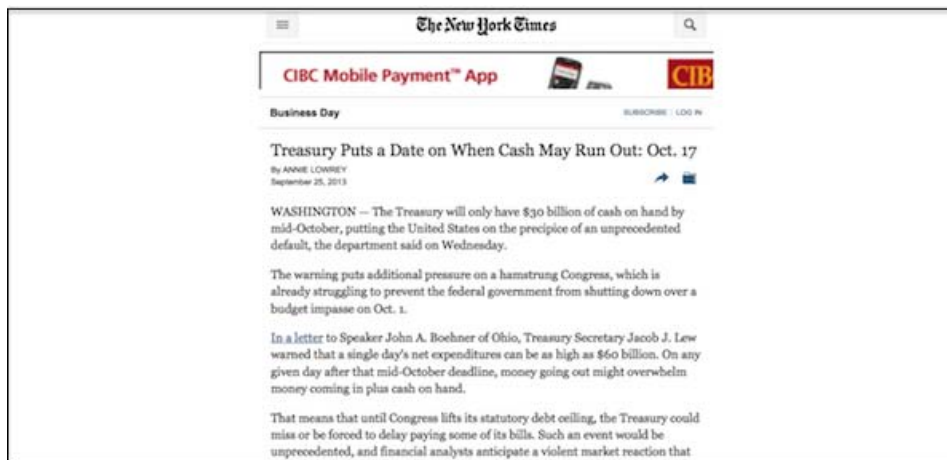 The New York Times
CIBC Mobile Payment™ App
CIB
Business Day
SUBSCRIBE | LOG IN
Treasury Puts a Date on When Cash May Run Out: Oct. 17
By ANNIE LOWREY
September 25, 2013
WASHINGTON — The Treasury will only have $30 billion of cash on hand by
mid-October, putting the United States on the precipice of an unprecedented
default, the department said on Wednesday.
The warning puts additional pressure on a hamstrung Congress, which is
already struggling to prevent the federal government from shutting down over a
budget impasse on Oct. 1.
In a letter to Speaker John A. Boehner of Ohio, Treasury Secretary Jacob J. Lew
warned that a single day's net expenditures can be as high as $60 billion. On any
given day after that mid-October deadline, money going out might overwhelm
money coming in plus cash on hand.
That means that until Congress lifts its statutory debt ceiling, the Treasury could
miss or be forced to delay paying some of its bills. Such an event would be
unprecedented, and financial analysts anticipate a violent market reaction that